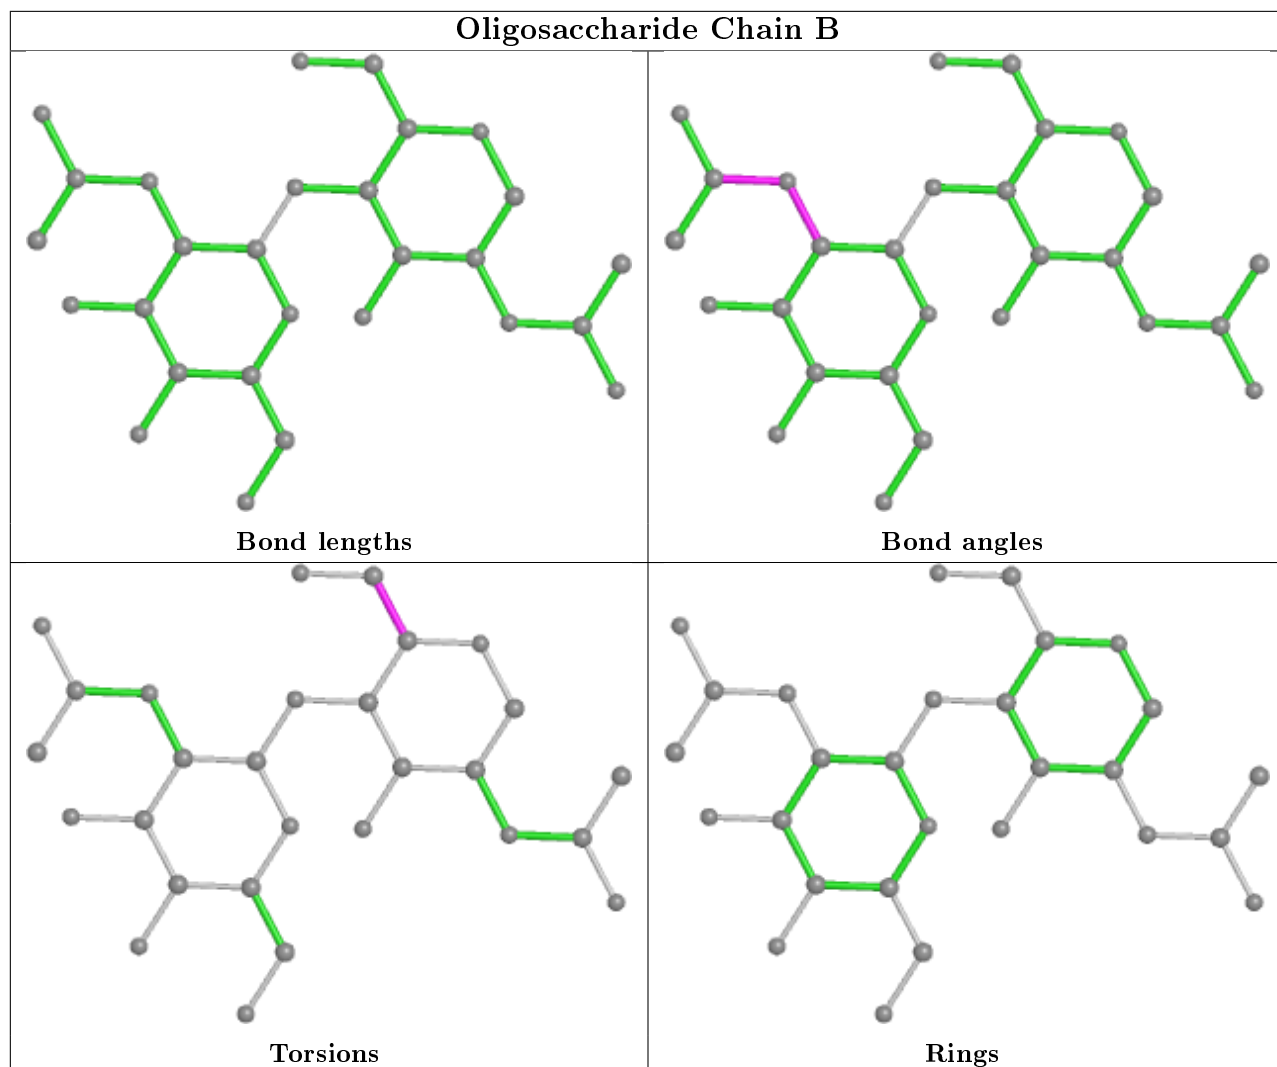 Oligosaccharide Chain B
Bond lengths
Bond angles
Torsions
Rings